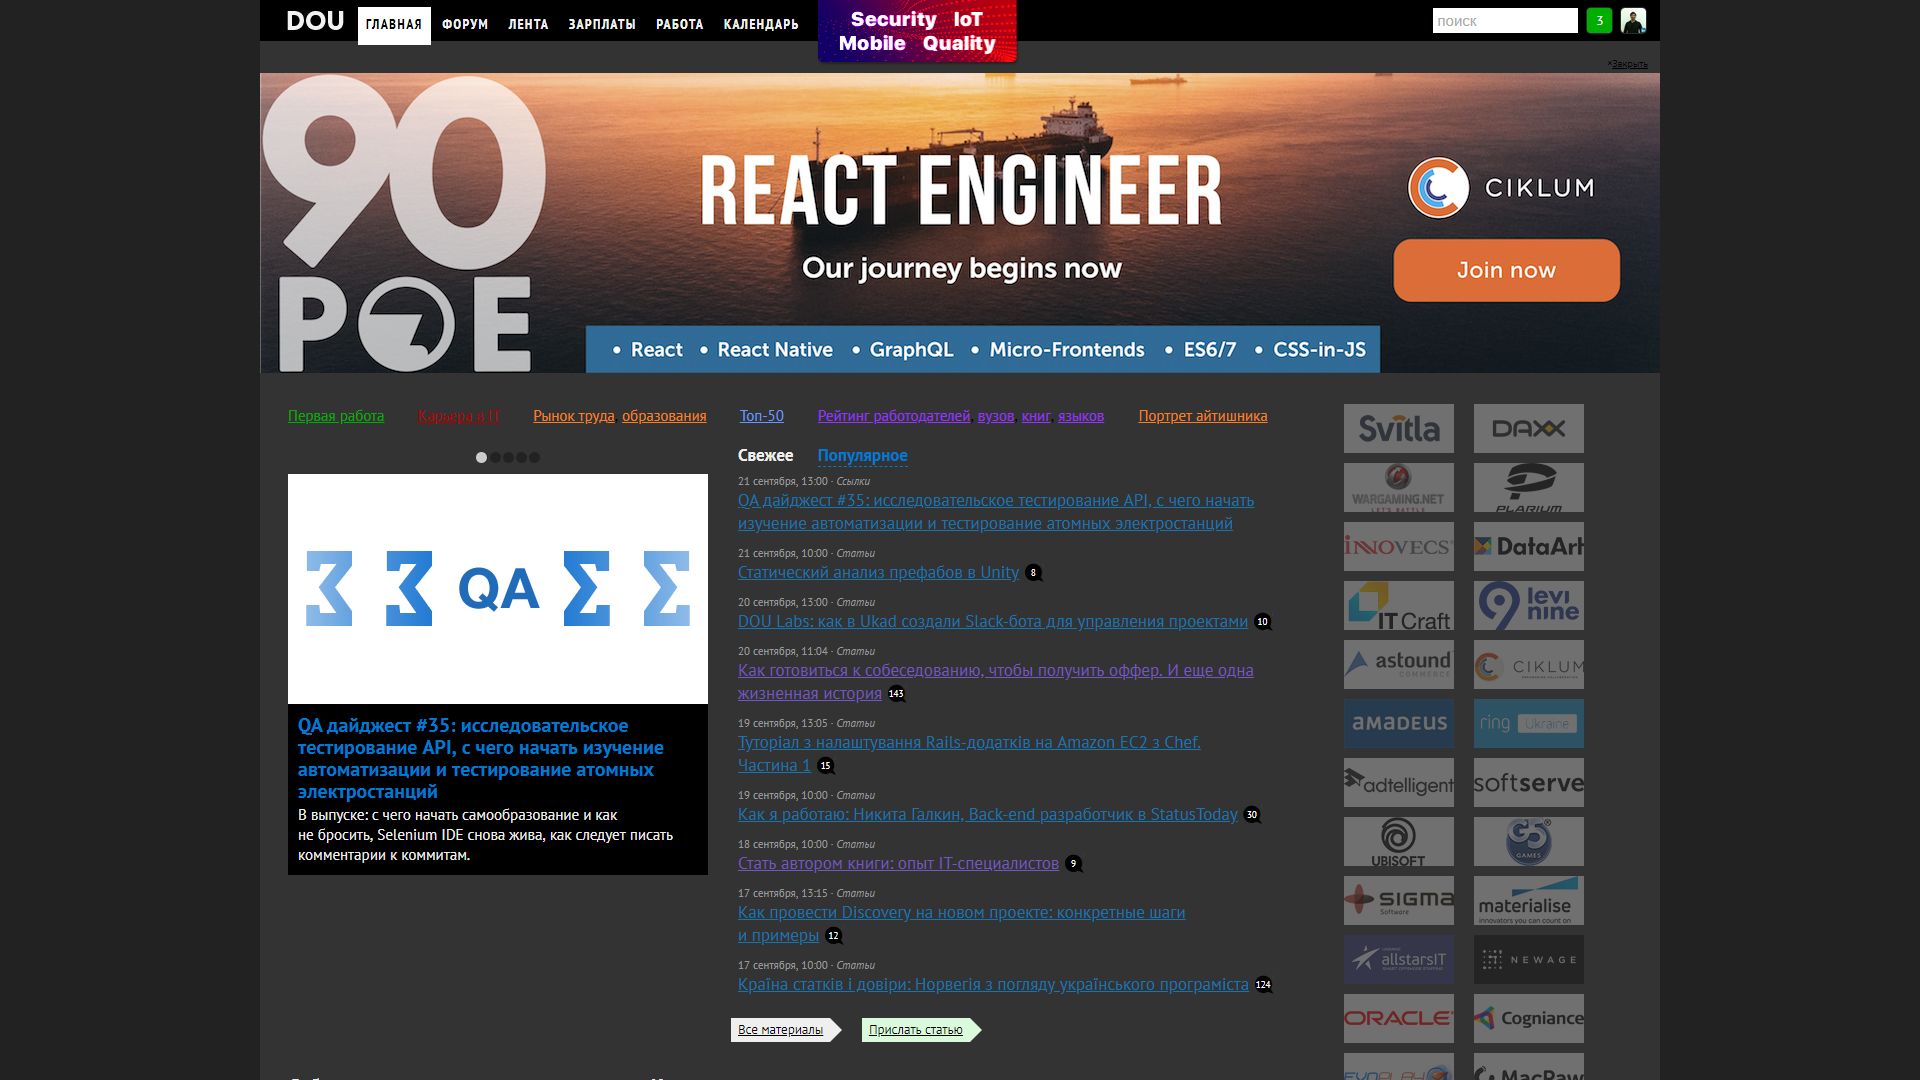 DOU ГЛАВНАЯ ФОРУМ ЛЕНТА ЗАРПЛАТЫ РАБОТА КАЛЕНДАРЬ
Security IoT
Mobile Quality
поиск
3
×Закрыть
90
POE
REACT ENGINEER
Our journey begins now
CIKLUM
Join now
• React • React Native • GraphQL • Micro-Frontends • ES6/7 • CSS-in-JS
Первая работа Карьера в IT Рынок труда, образования Топ-50 Рейтинг работодателей, вузов, книг, языков Портрет айтишника
QA
QA дайджест #35: исследовательское
тестирование API, с чего начать изучение
автоматизации и тестирование атомных
электростанций
В выпуске: с чего начать самообразование и как
не бросить, Selenium IDE снова жива, как следует писать
комментарии к коммитам.
Свежее Популярное
21 сентября, 13:00 · Ссылки
QA дайджест #35: исследовательское тестирование API, с чего начать
изучение автоматизации и тестирование атомных электростанций
21 сентября, 10:00 · Статьи
Статический анализ префабов в Unity 8
20 сентября, 13:00 · Статьи
DOU Labs: как в Ukad создали Slack-бота для управления проектами 10
20 сентября, 11:04 · Статьи
Как готовиться к собеседованию, чтобы получить оффер. И еще одна
жизненная история 143
19 сентября, 13:05 · Статьи
Туторіал з налаштування Rails-додатків на Amazon EC2 з Chef.
Частина 1 15
19 сентября, 10:00 · Статьи
Как я работаю: Никита Галкин, Back-end разработчик в StatusToday 30
18 сентября, 10:00 · Статьи
Стать автором книги: опыт IT-специалистов 9
17 сентября, 13:15 · Статьи
Как провести Discovery на новом проекте: конкретные шаги
и примеры 12
17 сентября, 10:00 · Статьи
Країна статків і довіри: Норвегія з погляду українського програміста 124
Все материалы Прислать статью
Svitla DAXX
WARGAMING.NET
LET'S BATTLE
PLARIUM
INNOVECS DataArt
IT Craft
levi
nine
astound
COMMERCE
CIKLUM
AMADEUS
ring Ukraine
adtelligent softserve
UBISOFT
G5
GAMES
SIGMA
Software
materialise
innovators you can count on
allstarsIT
NEWAGE
ORACLE Cogniance
MacPaw